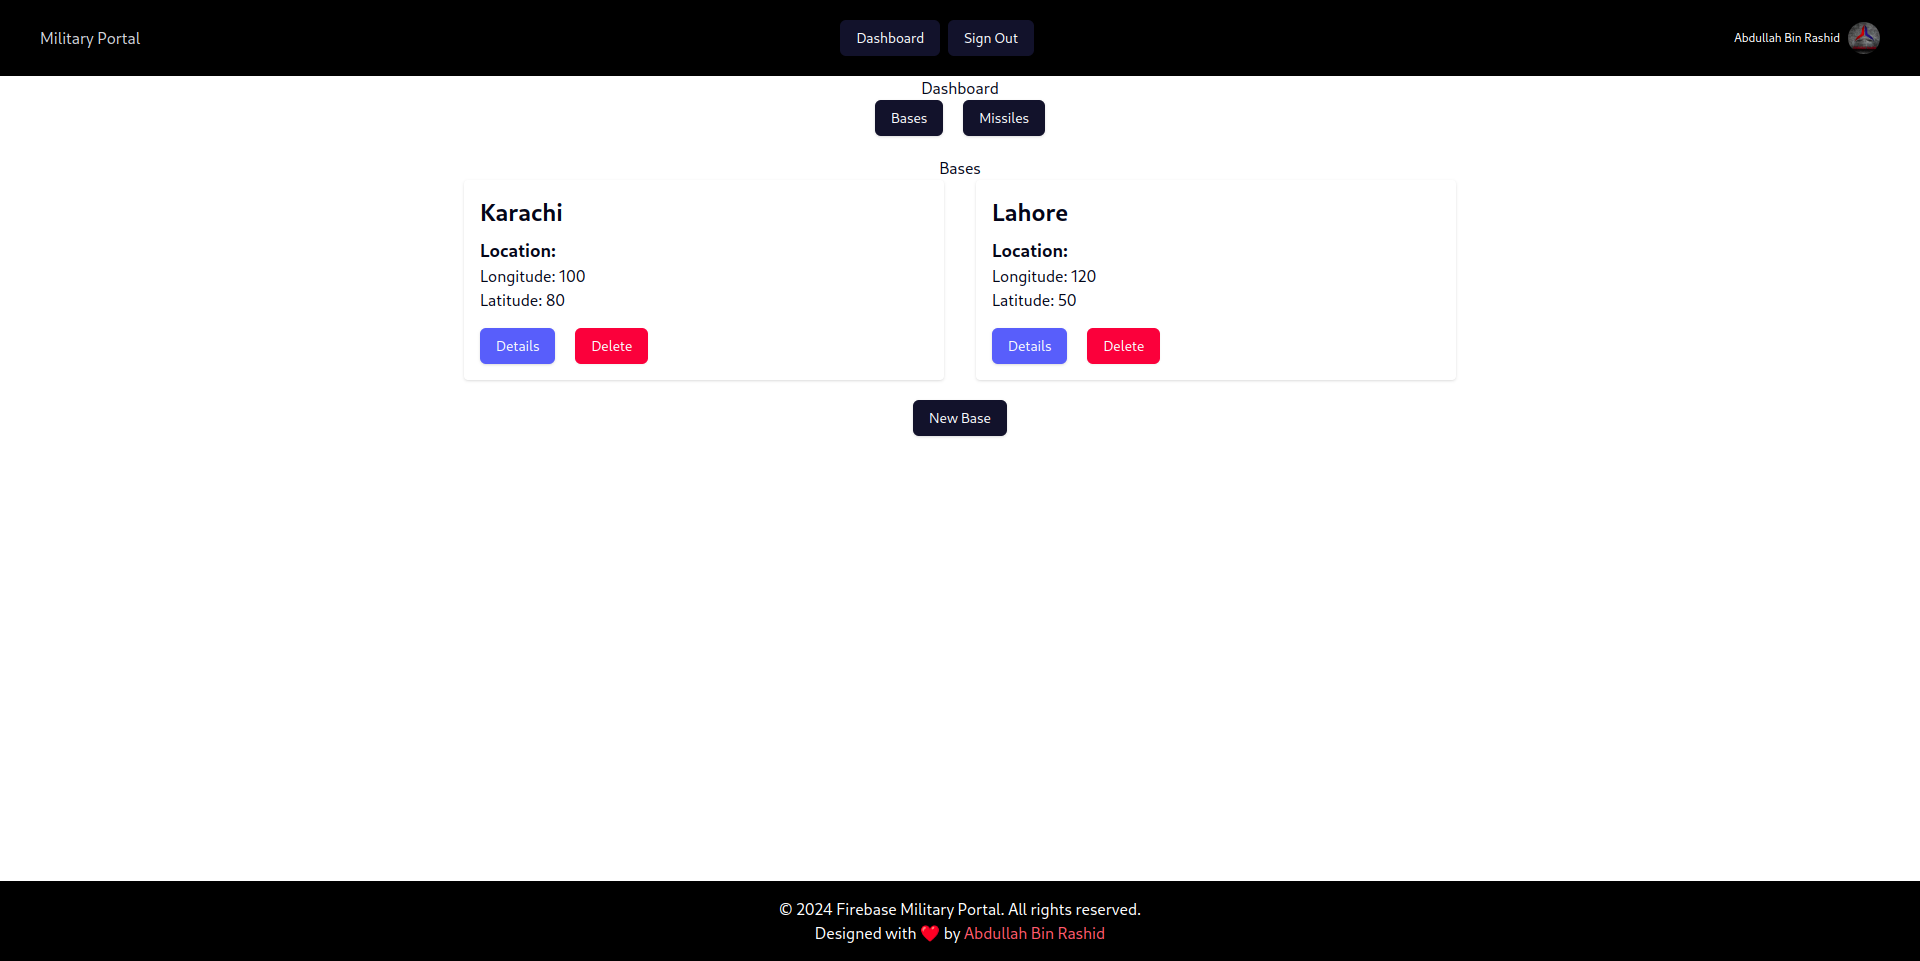 Military Portal
Dashboard
Sign Out
Abdullah Bin Rashid
Dashboard
Bases
Missiles
Bases
Karachi
Location:
Longitude: 100
Latitude: 80
Details
Delete
Lahore
Location:
Longitude: 120
Latitude: 50
Details
Delete
New Base
© 2024 Firebase Military Portal. All rights reserved.
Designed with ❤️ by Abdullah Bin Rashid